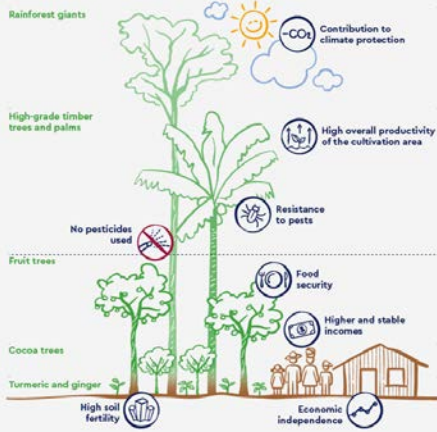 Rainforest giants
-CO₂
Contribution to
climate protection
High-grade timber
trees and palms
High overall productivity
of the cultivation area
Resistance
to pests
No pesticides
used
Fruit trees
Food
security
Higher and stable
incomes
Cocoa trees
Turmeric and ginger
High soil
fertility
Economic
independence